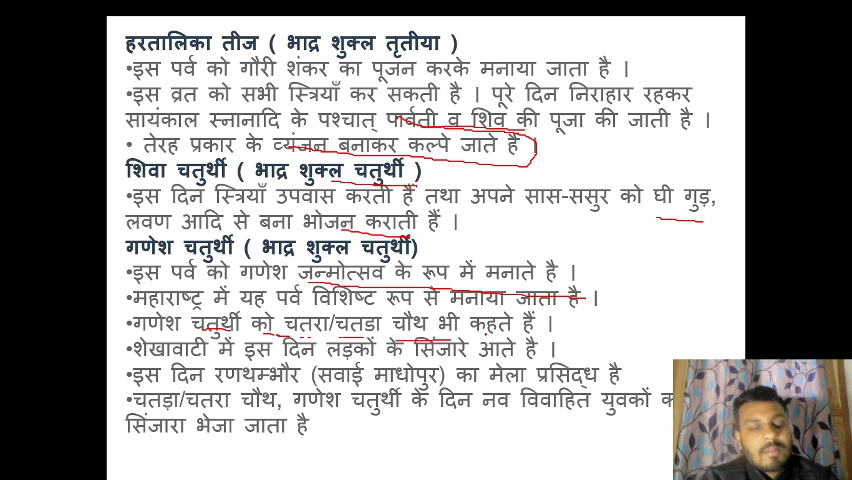 हरतालिका तीज ( भाद्र शुक्ल तृतीया )
•इस पर्व को गौरी शंकर का पूजन करके मनाया जाता है ।
•इस व्रत को सभी स्त्रियाँ कर सकती है । पूरे दिन निराहार रहकर
सायंकाल स्नानादि के पश्चात् पार्वती व शिव की पूजा की जाती है ।
• तेरह प्रकार के व्यंजन बनाकर कल्पे जाते हैं ।
शिवा चतुर्थी ( भाद्र शुक्ल चतुर्थी )
•इस दिन स्त्रियाँ उपवास करती हैं तथा अपने सास-ससुर को घी गुड़,
लवण आदि से बना भोजन कराती हैं ।
गणेश चतुर्थी ( भाद्र शुक्ल चतुर्थी)
•इस पर्व को गणेश जन्मोत्सव के रूप में मनाते है ।
•महाराष्ट्र में यह पर्व विशिष्ट रूप से मनाया जाता है ।
•गणेश चतुर्थी को चतरा/चतडा चौथ भी कहते हैं ।
•शेखावाटी में इस दिन लड़कों के सिंजारे आते है ।
•इस दिन रणथम्भौर (सवाई माधोपुर) का मेला प्रसिद्ध है
•चतड़ा/चतरा चौथ, गणेश चतुर्थी के दिन नव विवाहित युवकों
सिंजारा भेजा जाता है